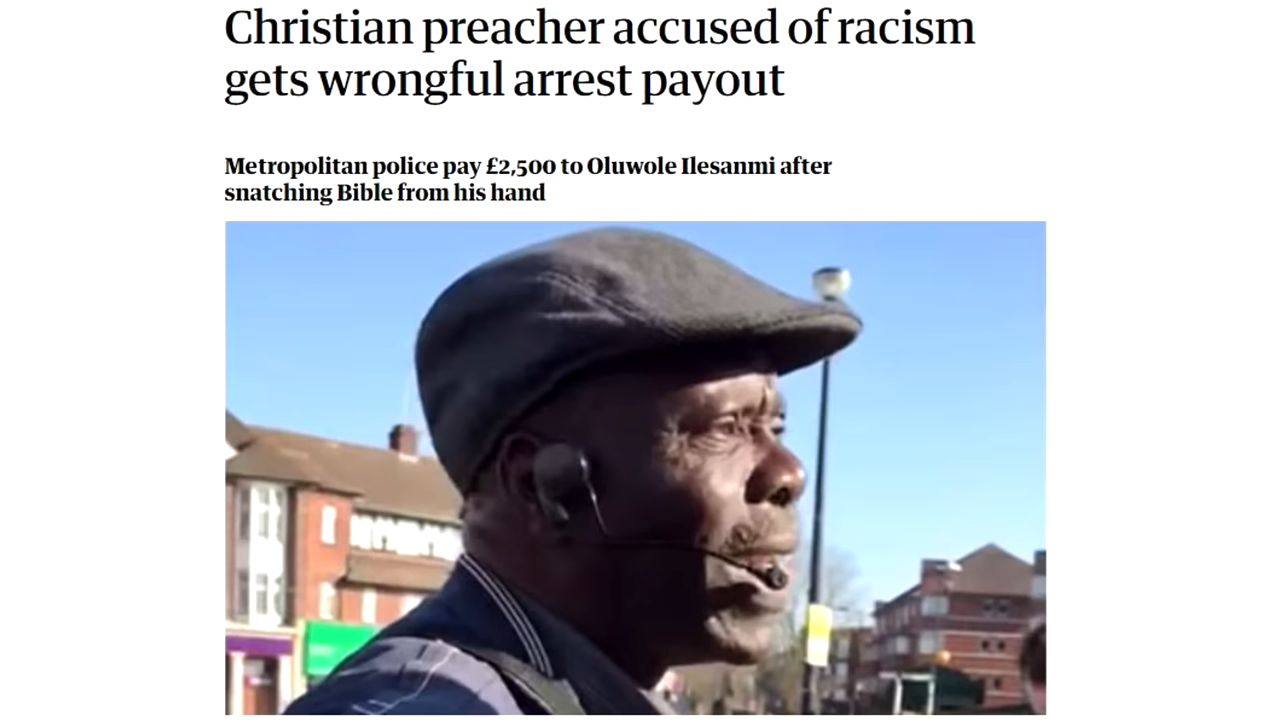 Christian preacher accused of racism
gets wrongful arrest payout
Metropolitan police pay £2,500 to Oluwole Ilesanmi after
snatching Bible from his hand